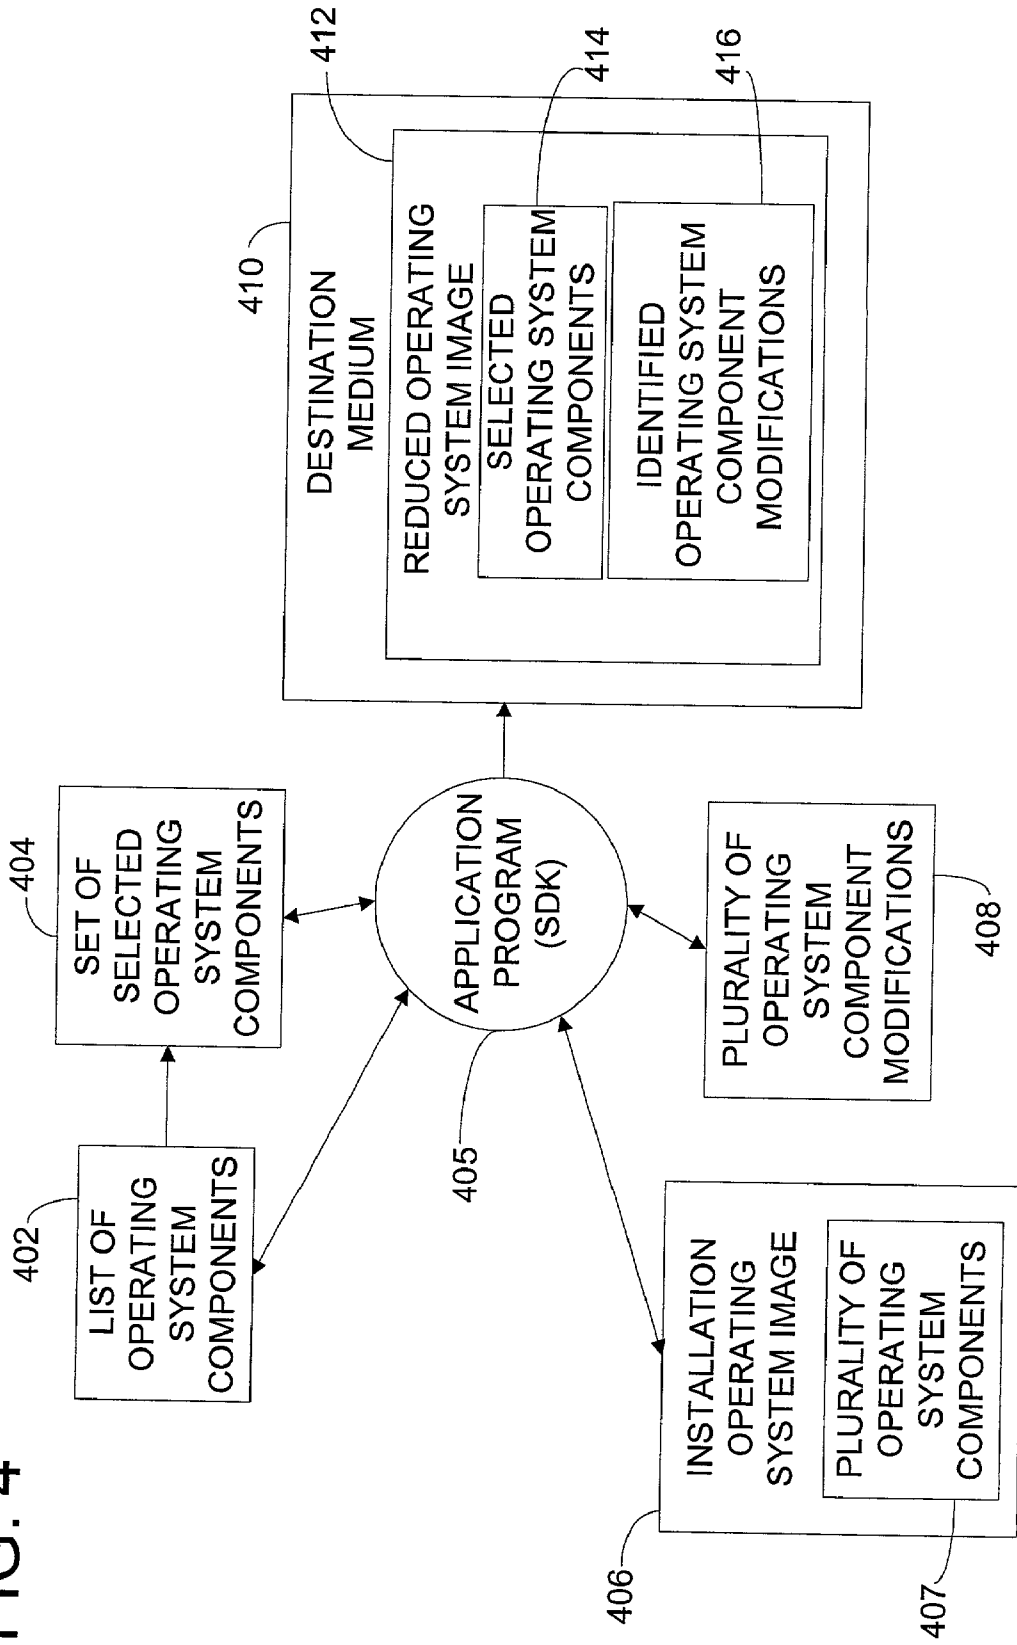 FIG. 4
402
LIST OF
OPERATING
SYSTEM
COMPONENTS
404
SET OF
SELECTED
OPERATING
SYSTEM
COMPONENTS
405
APPLICATION
PROGRAM
(SDK)
406
INSTALLATION
OPERATING
SYSTEM IMAGE
407
PLURALITY OF
OPERATING
SYSTEM
COMPONENTS
408
PLURALITY OF
OPERATING
SYSTEM
COMPONENT
MODIFICATIONS
410
DESTINATION
MEDIUM
412
REDUCED OPERATING
SYSTEM IMAGE
414
SELECTED
OPERATING SYSTEM
COMPONENTS
416
IDENTIFIED
OPERATING SYSTEM
COMPONENT
MODIFICATIONS